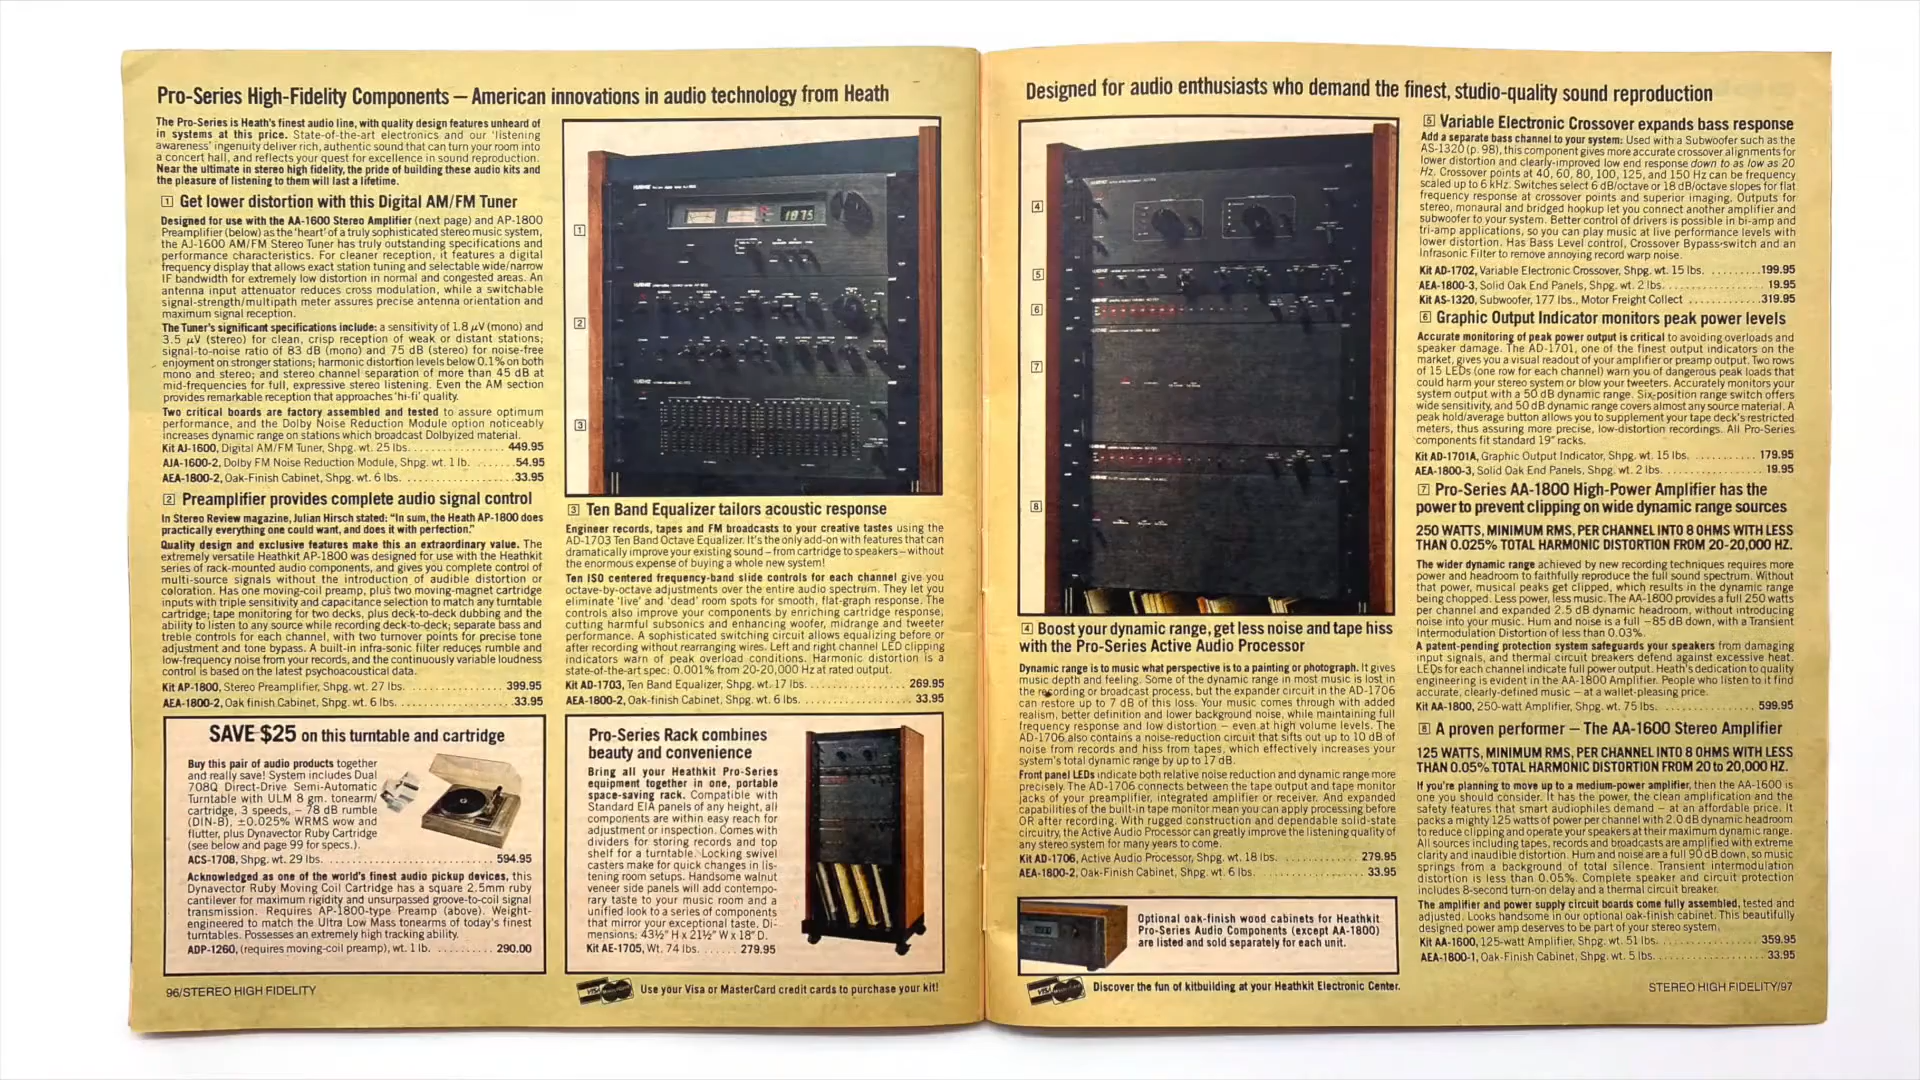 Pro-Series High-Fidelity Components — American innovations in audio technology from Heath
The Pro-Series is Heath's finest audio line, with quality design features unheard of
in systems at this price. State-of-the-art electronics and our 'listening
awareness' ingenuity deliver rich, authentic sound that can turn your room into
a concert hall, and reflects your quest for excellence in sound reproduction.
Near the ultimate in stereo high fidelity, the pride of building these audio kits and
the pleasure of listening to them will last a lifetime.
1 Get lower distortion with this Digital AM/FM Tuner
Designed for use with the AA-1600 Stereo Amplifier (next page) and AP-1800
Preamplifier (below) as the 'heart' of a truly sophisticated stereo music system,
the AJ-1600 AM/FM Stereo Tuner has truly outstanding specifications and
performance characteristics. For cleaner reception, it features a digital
frequency display that allows exact station tuning and selectable wide/narrow
IF bandwidth for extremely low distortion in normal and congested areas. An
antenna input attenuator reduces cross modulation, while a switchable
signal-strength/multipath meter assures precise antenna orientation and
maximum signal reception.
The Tuner's significant specifications include: a sensitivity of 1.8 µV (mono) and
3.5 µV (stereo) for clean, crisp reception of weak or distant stations;
signal-to-noise ratio of 83 dB (mono) and 75 dB (stereo) for noise-free
enjoyment on stronger stations; harmonic distortion levels below 0.1% on both
mono and stereo; and stereo channel separation of more than 45 dB at
mid-frequencies for full, expressive stereo listening. Even the AM section
provides remarkable reception that approaches 'hi-fi' quality.
Two critical boards are factory assembled and tested to assure optimum
performance, and the Dolby Noise Reduction Module option noticeably
increases dynamic range on stations which broadcast Dolbyized material.
Kit AJ-1600, Digital AM/FM Tuner, Shpg. wt. 25 lbs. 449.95
AJA-1600-2, Dolby FM Noise Reduction Module, Shpg. wt. 1 lb. 54.95
AEA-1800-2, Oak-Finish Cabinet, Shpg. wt. 6 lbs. 33.95
2 Preamplifier provides complete audio signal control
In Stereo Review magazine, Julian Hirsch stated: "In sum, the Heath AP-1800 does
practically everything one could want, and does it with perfection."
Quality design and exclusive features make this an extraordinary value. The
extremely versatile Heathkit AP-1800 was designed for use with the Heathkit
series of rack-mounted audio components, and gives you complete control of
multi-source signals without the introduction of audible distortion or
coloration. Has one moving-coil preamp, plus two moving-magnet cartridge
inputs with triple sensitivity and capacitance selection to match any turntable
cartridge; tape monitoring for two decks, plus deck-to-deck dubbing and the
ability to listen to any source while recording deck-to-deck; separate bass and
treble controls for each channel, with two turnover points for precise tone
adjustment and tone bypass. A built-in infra-sonic filter reduces rumble and
low-frequency noise from your records, and the continuously variable loudness
control is based on the latest psychoacoustical data.
Kit AP-1800, Stereo Preamplifier, Shpg. wt. 27 lbs. 399.95
AEA-1800-2, Oak finish Cabinet, Shpg. wt. 6 lbs. 33.95
SAVE $25 on this turntable and cartridge
Buy this pair of audio products together
and really save! System includes Dual
708Q Direct-Drive Semi-Automatic
Turntable with ULM 8 gm. tonearm/
cartridge, 3 speeds, – 78 dB rumble
(DIN-B), ±0.025% WRMS wow and
flutter, plus Dynavector Ruby Cartridge
(see below and page 99 for specs.).
ACS-1708, Shpg. wt. 29 lbs. 594.95
Acknowledged as one of the world's finest audio pickup devices, this
Dynavector Ruby Moving Coil Cartridge has a square 2.5mm ruby
cantilever for maximum rigidity and unsurpassed groove-to-coil signal
transmission. Requires AP-1800-type Preamp (above). Weight-
engineered to match the Ultra Low Mass tonearms of today's finest
turntables. Possesses an extremely high tracking ability.
ADP-1260, (requires moving-coil preamp), wt. 1 lb. 290.00
96/STEREO HIGH FIDELITY
1
2
3
1875
3 Ten Band Equalizer tailors acoustic response
Engineer records, tapes and FM broadcasts to your creative tastes using the
AD-1703 Ten Band Octave Equalizer. It's the only add-on with features that can
dramatically improve your existing sound – from cartridge to speakers – without
the enormous expense of buying a whole new system!
Ten ISO centered frequency-band slide controls for each channel give you
octave-by-octave adjustments over the entire audio spectrum. They let you
eliminate 'live' and 'dead' room spots for smooth, flat-graph response. The
controls also improve your components by enriching cartridge response,
cutting harmful subsonics and enhancing woofer, midrange and tweeter
performance. A sophisticated switching circuit allows equalizing before or
after recording without rearranging wires. Left and right channel LED clipping
indicators warn of peak overload conditions. Harmonic distortion is a
state-of-the-art spec: 0.001% from 20-20,000 Hz at rated output.
Kit AD-1703, Ten Band Equalizer, Shpg. wt. 17 lbs. 269.95
AEA-1800-2, Oak-finish Cabinet, Shpg. wt. 6 lbs. 33.95
Pro-Series Rack combines
beauty and convenience
Bring all your Heathkit Pro-Series
equipment together in one, portable
space-saving rack. Compatible with
Standard EIA panels of any height, all
components are within easy reach for
adjustment or inspection. Comes with
dividers for storing records and top
shelf for a turntable. Locking swivel
casters make for quick changes in lis-
tening room setups. Handsome walnut
veneer side panels will add contempo-
rary taste to your music room and a
unified look to a series of components
that mirror your exceptional taste. Di-
mensions: 43½" H x 21½" W x 18" D.
Kit AE-1705, Wt. 74 lbs. 279.95
VISA
Use your Visa or MasterCard credit cards to purchase your kit!
Designed for audio enthusiasts who demand the finest, studio-quality sound reproduction
4
5
6
7
8
4 Boost your dynamic range, get less noise and tape hiss
with the Pro-Series Active Audio Processor
Dynamic range is to music what perspective is to a painting or photograph. It gives
music depth and feeling. Some of the dynamic range in most music is lost in
the recording or broadcast process, but the expander circuit in the AD-1706
can restore up to 7 dB of this loss. Your music comes through with added
realism, better definition and lower background noise, while maintaining full
frequency response and low distortion – even at high volume levels. The
AD-1706 also contains a noise-reduction circuit that sifts out up to 10 dB of
noise from records and hiss from tapes, which effectively increases your
system's total dynamic range by up to 17 dB.
Front panel LEDs indicate both relative noise reduction and dynamic range more
precisely. The AD-1706 connects between the tape output and tape monitor
jacks of your preamplifier, integrated amplifier or receiver. And expanded
capabilities of the built-in tape monitor mean you can apply processing before
OR after recording. With rugged construction and dependable solid-state
circuitry, the Active Audio Processor can greatly improve the listening quality of
any stereo system for many years to come.
Kit AD-1706, Active Audio Processor, Shpg. wt. 18 lbs. 279.95
AEA-1800-2, Oak-Finish Cabinet, Shpg. wt. 6 lbs. 33.95
Optional oak-finish wood cabinets for Heathkit
Pro-Series Audio Components (except AA-1800)
are listed and sold separately for each unit.
VISA
Discover the fun of kitbuilding at your Heathkit Electronic Center.
5 Variable Electronic Crossover expands bass response
Add a separate bass channel to your system: Used with a Subwoofer such as the
AS-1320 (p. 98), this component gives more accurate crossover alignments for
lower distortion and clearly-improved low end response down to as low as 20
Hz. Crossover points at 40, 60, 80, 100, 125, and 150 Hz can be frequency
scaled up to 6 kHz. Switches select 6 dB/octave or 18 dB/octave slopes for flat
frequency response at crossover points and superior imaging. Outputs for
stereo, monaural and bridged hookup let you connect another amplifier and
subwoofer to your system. Better control of drivers is possible in bi-amp and
tri-amp applications, so you can play music at live performance levels with
lower distortion. Has Bass Level control, Crossover Bypass-switch and an
Infrasonic Filter to remove annoying record warp noise.
Kit AD-1702, Variable Electronic Crossover, Shpg. wt. 15 lbs. 199.95
AEA-1800-3, Solid Oak End Panels, Shpg. wt. 2 lbs. 19.95
Kit AS-1320, Subwoofer, 177 lbs., Motor Freight Collect 319.95
6 Graphic Output Indicator monitors peak power levels
Accurate monitoring of peak power output is critical to avoiding overloads and
speaker damage. The AD-1701, one of the finest output indicators on the
market, gives you a visual readout of your amplifier or preamp output. Two rows
of 15 LEDs (one row for each channel) warn you of dangerous peak loads that
could harm your stereo system or blow your tweeters. Accurately monitors your
system output with a 50 dB dynamic range. Six-position range switch offers
wide sensitivity, and 50 dB dynamic range covers almost any source material. A
peak hold/average button allows you to supplement your tape deck's restricted
meters, thus assuring more precise, low-distortion recordings. All Pro-Series
components fit standard 19" racks.
Kit AD-1701A, Graphic Output Indicator, Shpg. wt. 15 lbs. 179.95
AEA-1800-3, Solid Oak End Panels, Shpg. wt. 2 lbs. 19.95
7 Pro-Series AA-1800 High-Power Amplifier has the
power to prevent clipping on wide dynamic range sources
250 WATTS, MINIMUM RMS, PER CHANNEL INTO 8 OHMS WITH LESS
THAN 0.025% TOTAL HARMONIC DISTORTION FROM 20-20,000 HZ.
The wider dynamic range achieved by new recording techniques requires more
power and headroom to faithfully reproduce the full sound spectrum. Without
that power, musical peaks get clipped, which results in the dynamic range
being chopped. Less power, less music. The AA-1800 provides a full 250 watts
per channel and expanded 2.5 dB dynamic headroom, without introducing
noise into your music. Hum and noise is a full –85 dB down, with a Transient
Intermodulation Distortion of less than 0.03%.
A patent-pending protection system safeguards your speakers from damaging
input signals, and thermal circuit breakers defend against excessive heat.
LEDs for each channel indicate full power output. Heath's dedication to quality
engineering is evident in the AA-1800 Amplifier. People who listen to it find
accurate, clearly-defined music – at a wallet-pleasing price.
Kit AA-1800, 250-watt Amplifier, Shpg. wt. 75 lbs. 599.95
8 A proven performer – The AA-1600 Stereo Amplifier
125 WATTS, MINIMUM RMS, PER CHANNEL INTO 8 OHMS WITH LESS
THAN 0.05% TOTAL HARMONIC DISTORTION FROM 20 to 20,000 HZ.
If you're planning to move up to a medium-power amplifier, then the AA-1600 is
one you should consider. It has the power, the clean amplification and the
safety features that smart audiophiles demand – at an affordable price. It
packs a mighty 125 watts of power per channel with 2.0 dB dynamic headroom
to reduce clipping and operate your speakers at their maximum dynamic range.
All sources including tapes, records and broadcasts are amplified with extreme
clarity and inaudible distortion. Hum and noise are a full 90 dB down, so music
springs from a background of total silence. Transient intermodulation
distortion is less than 0.05%. Complete speaker and circuit protection
includes 8-second turn-on delay and a thermal circuit breaker.
The amplifier and power supply circuit boards come fully assembled, tested and
adjusted. Looks handsome in our optional oak-finish cabinet. This beautifully
designed power amp deserves to be part of your stereo system.
Kit AA-1600, 125-watt Amplifier, Shpg. wt. 51 lbs. 359.95
AEA-1800-1, Oak-Finish Cabinet, Shpg. wt. 5 lbs. 33.95
STEREO HIGH FIDELITY/97